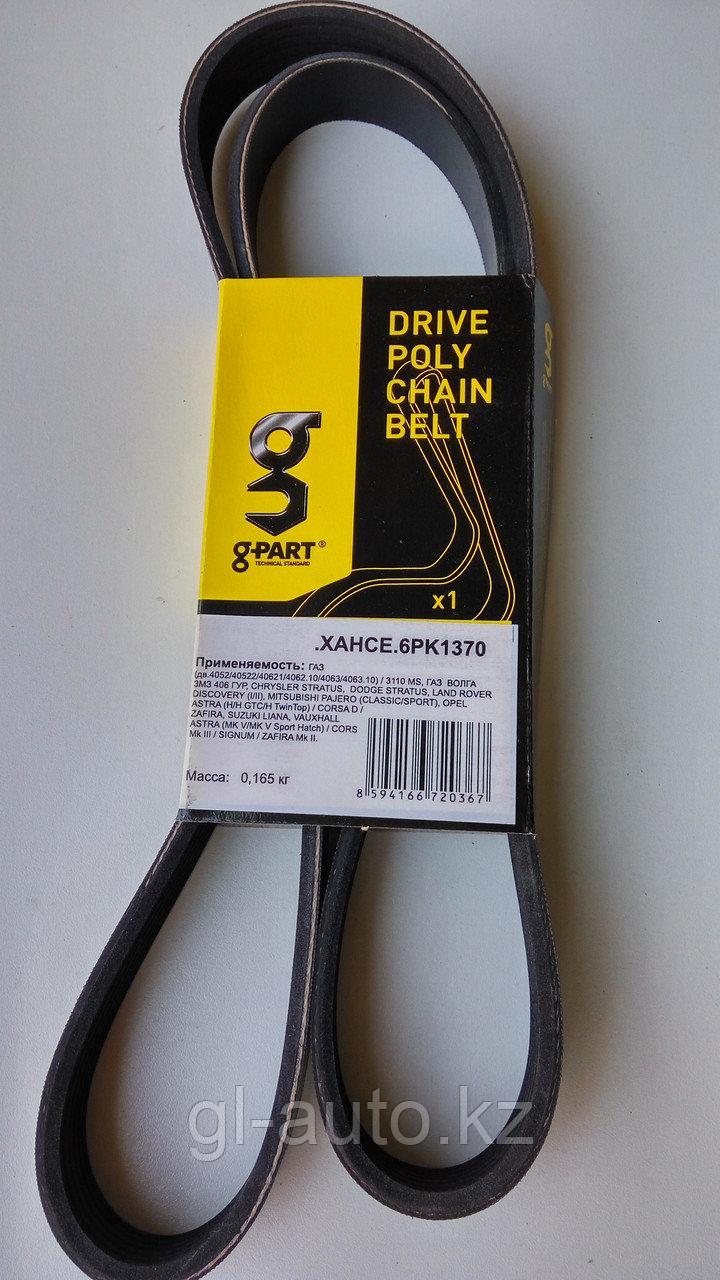 DRIVE
POLY
CHAIN
BELT
g-PART ®
TECHNICAL STANDARD
x1
.ХАНСЕ.6РК1370
Применяемость: ГАЗ
(дв.4052/40522/40621/4062.10/4063/4063.10) / 3110 MS, ГАЗ ВОЛГА
ЗМЗ 406 ГУР, CHRYSLER STRATUS, DODGE STRATUS, LAND ROVER
DISCOVERY (I/II), MITSUBISHI PAJERO (CLASSIC/SPORT), OPEL
ASTRA (H/H GTC/H TwinTop) / CORSA D /
ZAFIRA, SUZUKI LIANA, VAUXHALL
ASTRA (MK V/MK V Sport Hatch) / CORS
Mk III / SIGNUM / ZAFIRA Mk II.
Масса: 0,165 кг
8 594166 720367
gl-auto.kz